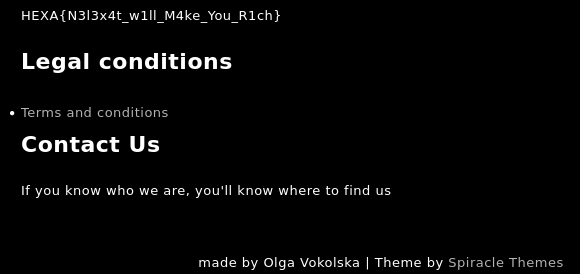 HEXA{N3l3x4t_w1ll_M4ke_You_R1ch}
Legal conditions
• Terms and conditions
Contact Us
If you know who we are, you'll know where to find us
made by Olga Vokolska | Theme by Spiracle Themes